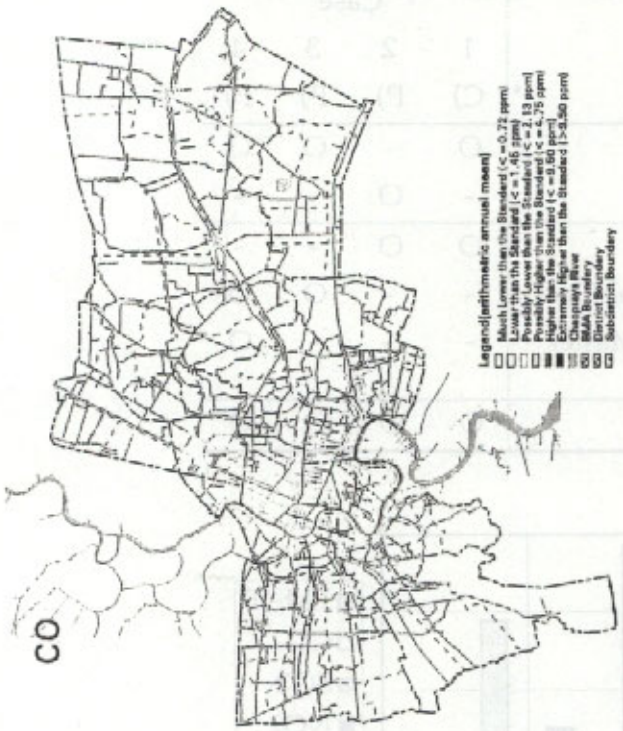 CO
Legend(arithmetric annual mean)
Much Lower than the Standard (<=0.72 ppm)
Lower than the Standard (<=1.45 ppm)
Possibly Lower than the Standard (<=2.13 ppm)
Possibly Higher than the Standard (<=4.75 ppm)
Higher than the Standard (<=9.50 ppm)
Extremely Higher than the Standard (>9.50 ppm)
Chaopraya River
BMA Boundary
District Boundary
Subdistrict Boundary